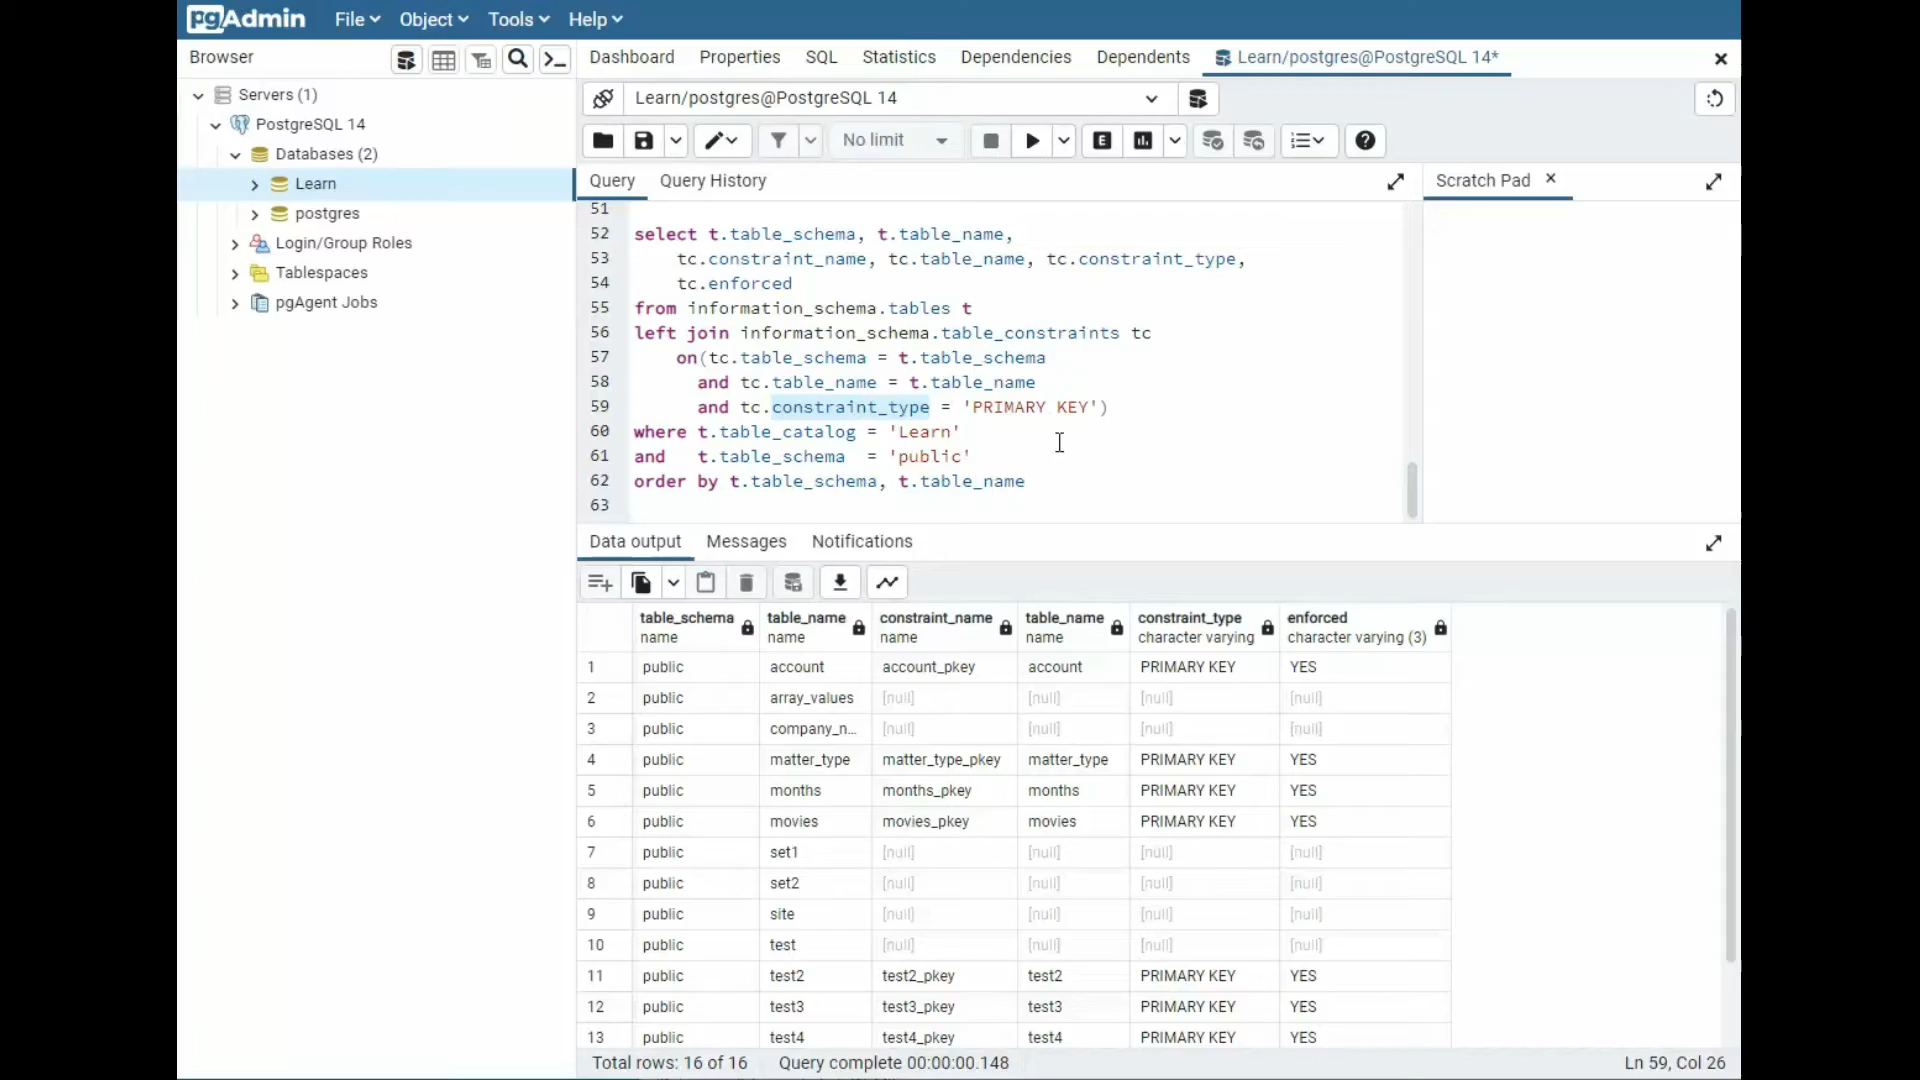 pgAdmin File Object Tools Help
Browser
Dashboard Properties SQL Statistics Dependencies Dependents Learn/postgres@PostgreSQL 14*
Servers (1)
PostgreSQL 14
Databases (2)
Learn
postgres
Login/Group Roles
Tablespaces
pgAgent Jobs
Learn/postgres@PostgreSQL 14
No limit
E
Query Query History
Scratch Pad
51
52 select t.table_schema, t.table_name,
53 tc.constraint_name, tc.table_name, tc.constraint_type,
54 tc.enforced
55 from information_schema.tables t
56 left join information_schema.table_constraints tc
57 on(tc.table_schema = t.table_schema
58 and tc.table_name = t.table_name
59 and tc.constraint_type = 'PRIMARY KEY')
60 where t.table_catalog = 'Learn'
61 and t.table_schema = 'public'
62 order by t.table_schema, t.table_name
63
Data output Messages Notifications
table_schema table_name constraint_name table_name constraint_type enforced
name name name name character varying character varying (3)
1 public account account_pkey account PRIMARY KEY YES
2 public array_values [null] [null] [null] [null]
3 public company_n... [null] [null] [null] [null]
4 public matter_type matter_type_pkey matter_type PRIMARY KEY YES
5 public months months_pkey months PRIMARY KEY YES
6 public movies movies_pkey movies PRIMARY KEY YES
7 public set1 [null] [null] [null] [null]
8 public set2 [null] [null] [null] [null]
9 public site [null] [null] [null] [null]
10 public test [null] [null] [null] [null]
11 public test2 test2_pkey test2 PRIMARY KEY YES
12 public test3 test3_pkey test3 PRIMARY KEY YES
13 public test4 test4_pkey test4 PRIMARY KEY YES
Total rows: 16 of 16 Query complete 00:00:00.148 Ln 59, Col 26